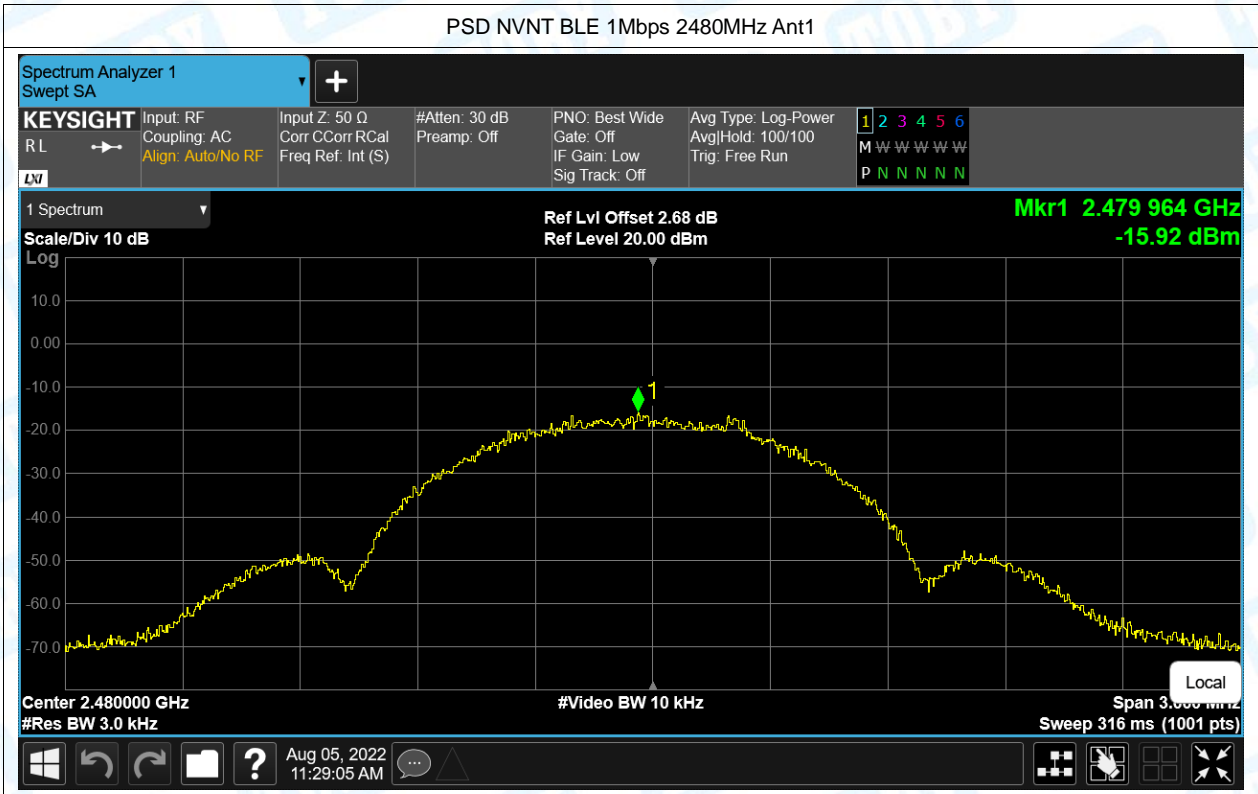 PSD NVNT BLE 1Mbps 2480MHz Ant1
Spectrum Analyzer 1
Swept SA
KEYSIGHT
R L
LXI
Input: RF
Coupling: AC
Align: Auto/No RF
Input Z: 50 Ω
Corr CCorr RCal
Freq Ref: Int (S)
#Atten: 30 dB
Preamp: Off
PNO: Best Wide
Gate: Off
IF Gain: Low
Sig Track: Off
Avg Type: Log-Power
Avg|Hold: 100/100
Trig: Free Run
1 2 3 4 5 6
M W W W W W
P N N N N N
1 Spectrum
Scale/Div 10 dB
Log
Ref Lvl Offset 2.68 dB
Ref Level 20.00 dBm
Mkr1 2.479 964 GHz
-15.92 dBm
10.0
0.00
-10.0
1
-20.0
-30.0
-40.0
-50.0
-60.0
-70.0
Local
Center 2.480000 GHz
#Res BW 3.0 kHz
#Video BW 10 kHz
Span 3.000 MHz
Sweep 316 ms (1001 pts)
?
Aug 05, 2022
11:29:05 AM